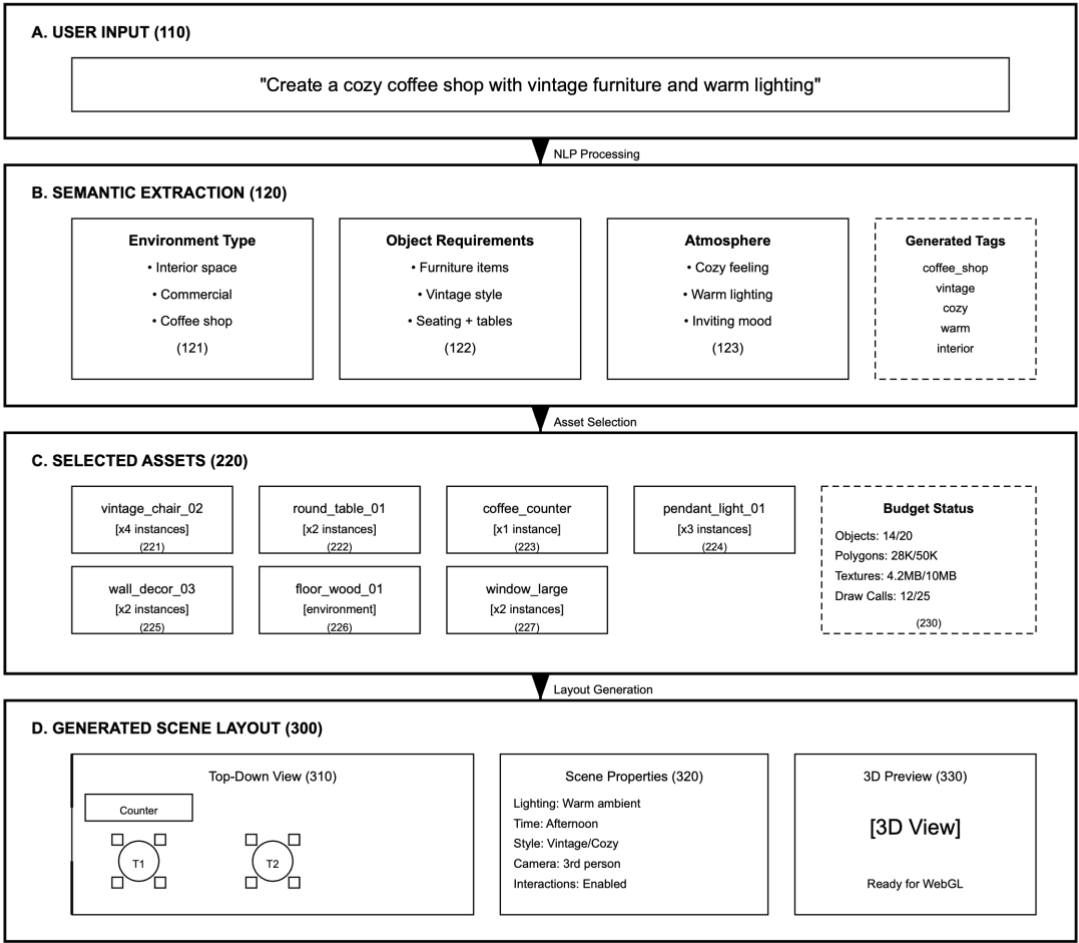 A. USER INPUT (110)
"Create a cozy coffee shop with vintage furniture and warm lighting"
NLP Processing
B. SEMANTIC EXTRACTION (120)
Environment Type
• Interior space
• Commercial
• Coffee shop
(121)
Object Requirements
• Furniture items
• Vintage style
• Seating + tables
(122)
Atmosphere
• Cozy feeling
• Warm lighting
• Inviting mood
(123)
Generated Tags
coffee_shop
vintage
cozy
warm
interior
Asset Selection
C. SELECTED ASSETS (220)
vintage_chair_02
[x4 instances]
(221)
round_table_01
[x2 instances]
(222)
coffee_counter
[x1 instance]
(223)
pendant_light_01
[x3 instances]
(224)
wall_decor_03
[x2 instances]
(225)
floor_wood_01
[environment]
(226)
window_large
[x2 instances]
(227)
Budget Status
Objects: 14/20
Polygons: 28K/50K
Textures: 4.2MB/10MB
Draw Calls: 12/25
(230)
Layout Generation
D. GENERATED SCENE LAYOUT (300)
Top-Down View (310)
Counter
T1
T2
Scene Properties (320)
Lighting: Warm ambient
Time: Afternoon
Style: Vintage/Cozy
Camera: 3rd person
Interactions: Enabled
3D Preview (330)
[3D View]
Ready for WebGL